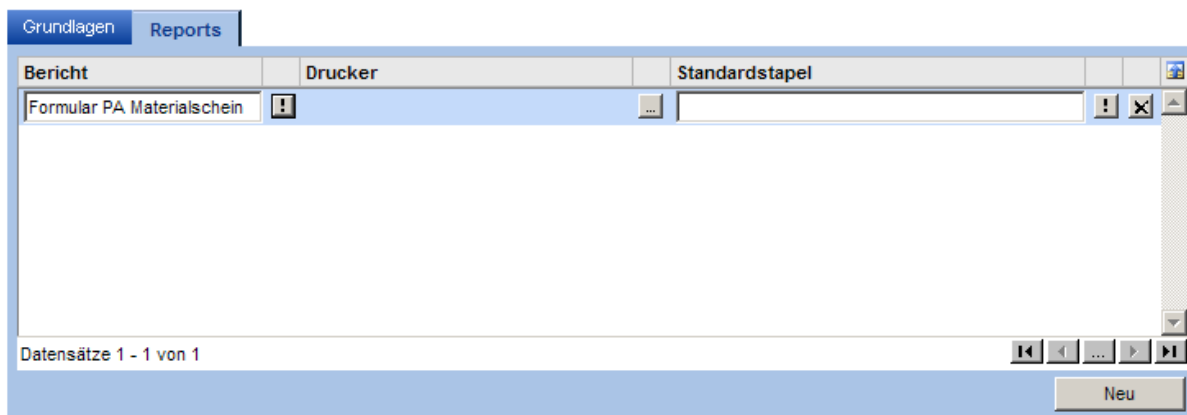 Grundlagen Reports
Bericht Drucker Standardstapel
Formular PA Materialschein ! ... !
Datensätze 1 - 1 von 1 ...
Neu